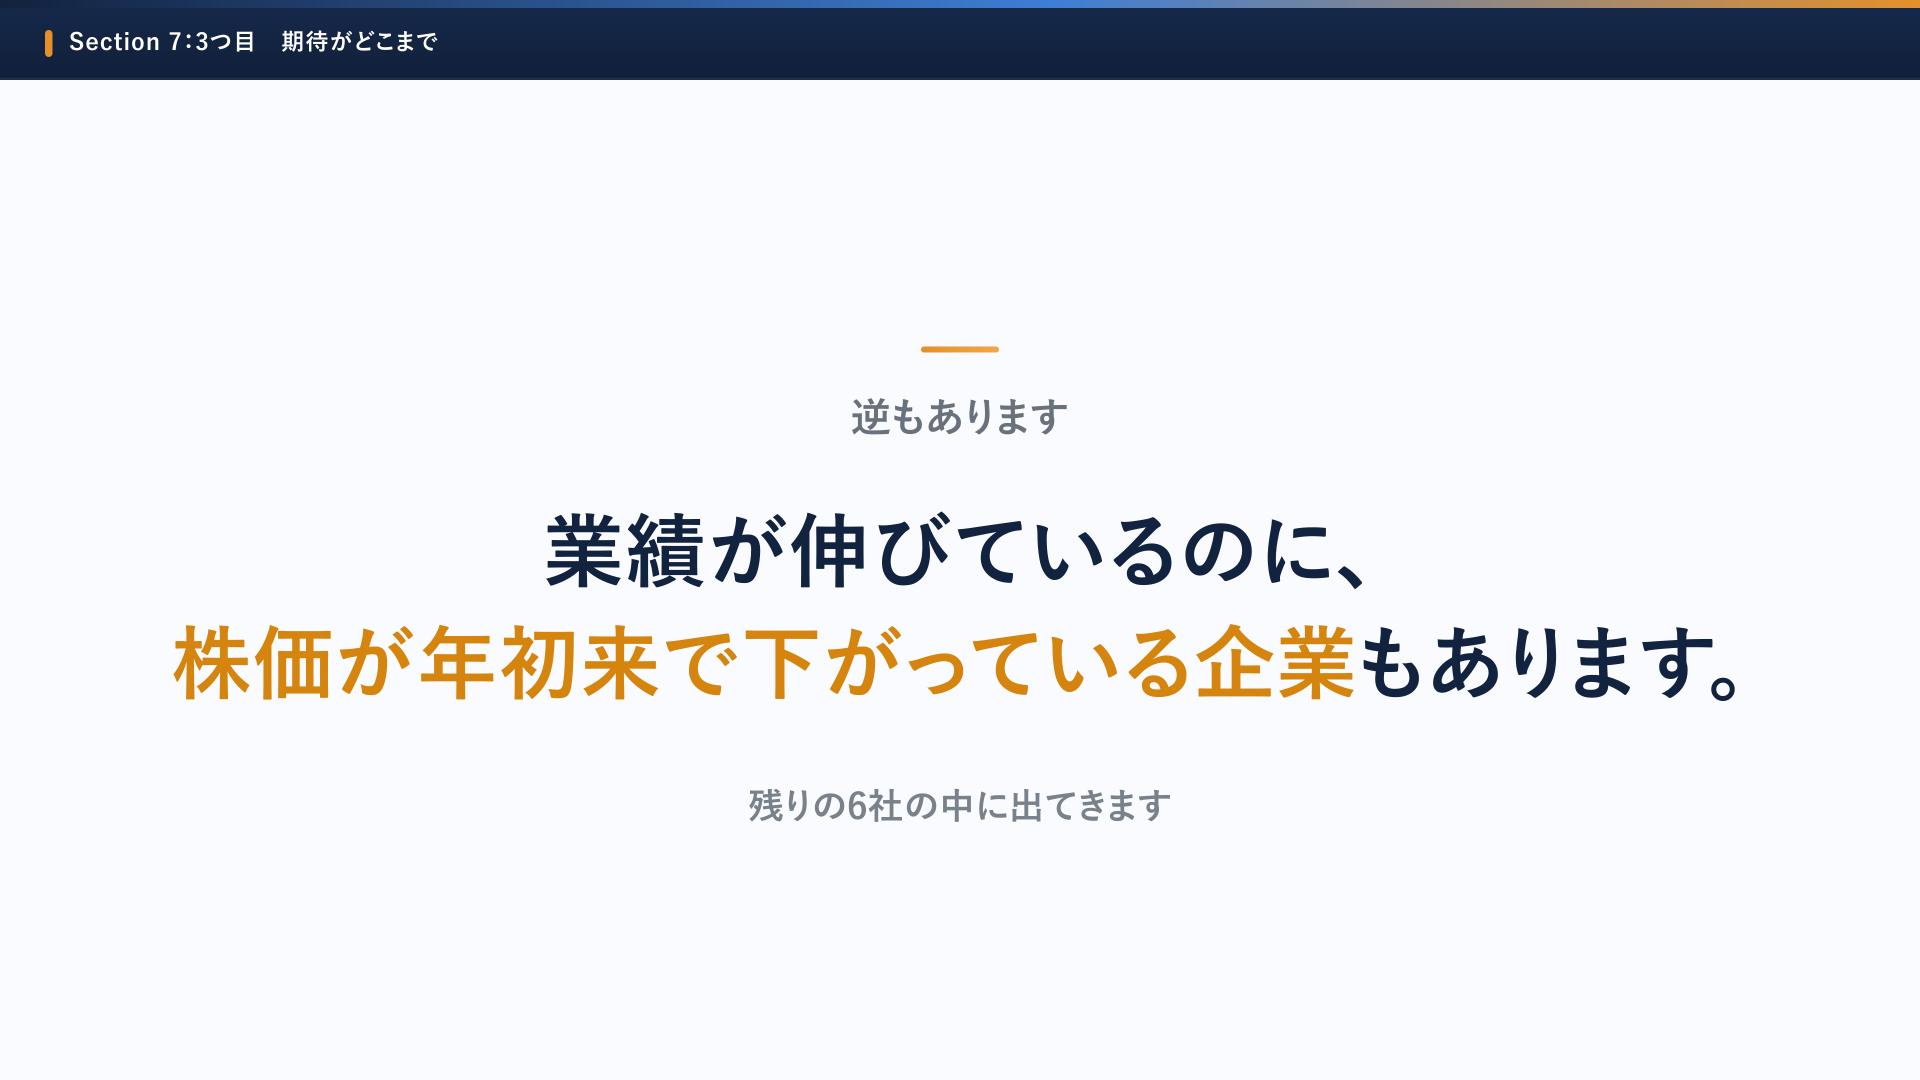 Section 7：3つ目　期待がどこまで
逆もあります
業績が伸びているのに、
株価が年初来で下がっている企業もあります。
残りの6社の中に出てきます